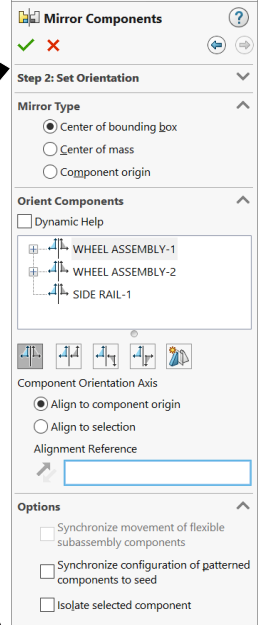 Mirror Components
?
Step 2: Set Orientation
Mirror Type
Center of bounding box
Center of mass
Component origin
Orient Components
Dynamic Help
WHEEL ASSEMBLY-1
WHEEL ASSEMBLY-2
SIDE RAIL-1
Component Orientation Axis
Align to component origin
Align to selection
Alignment Reference
Options
Synchronize movement of flexible
subassembly components
Synchronize configuration of patterned
components to seed
Isolate selected component